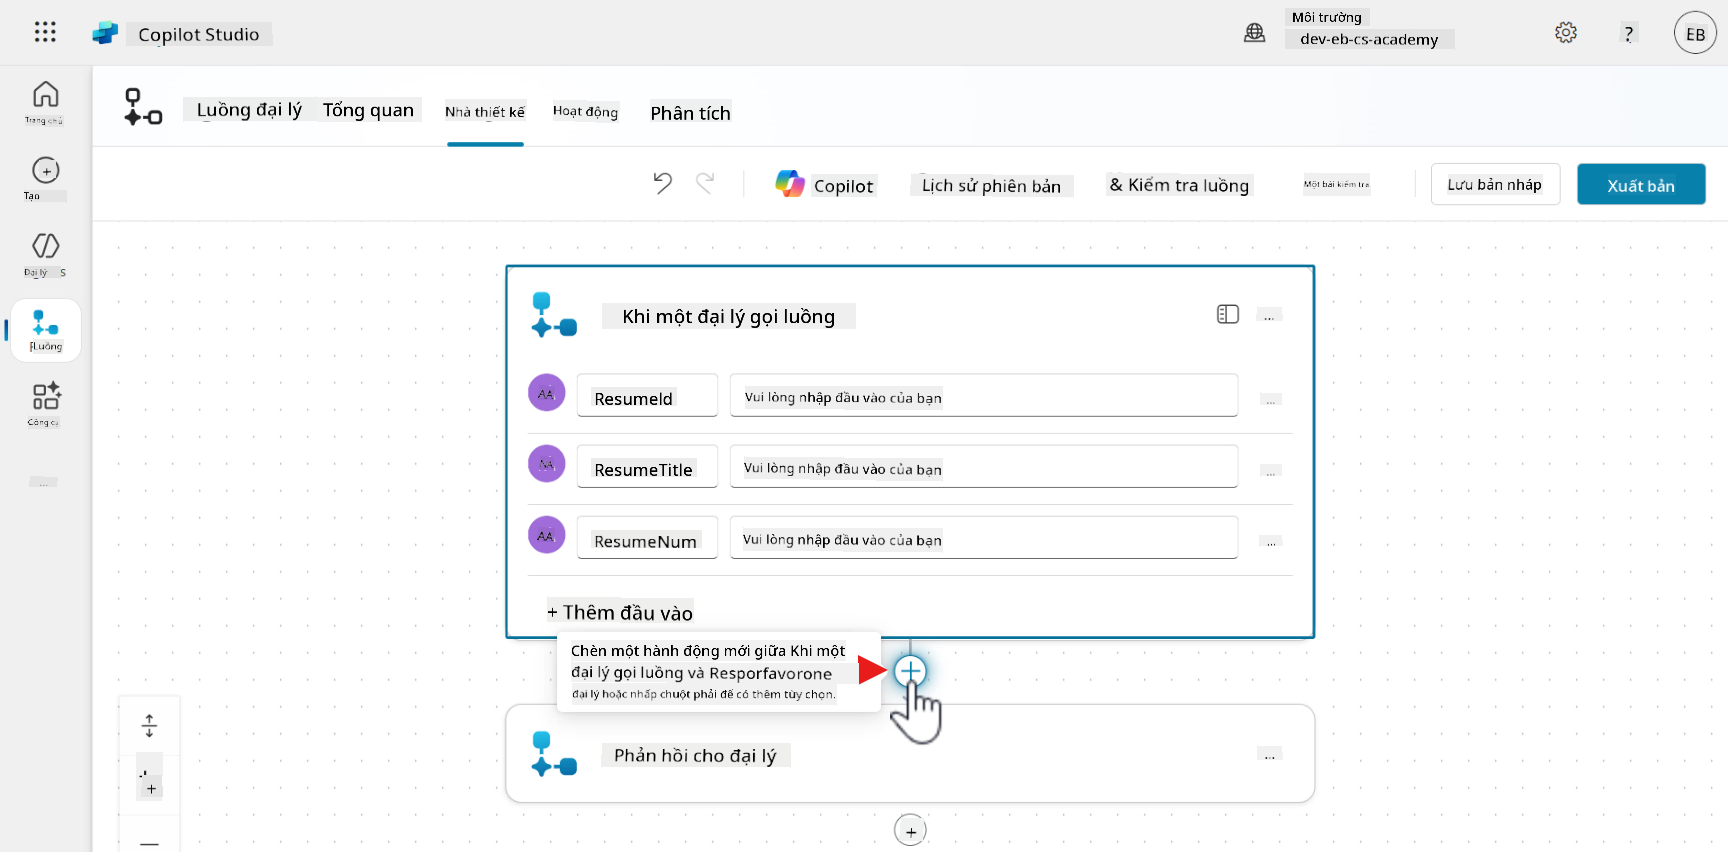 Copilot Studio
Môi trường
dev-eb-cs-academy
?
EB
Trang chủ
Tạo
Đại lý S
Luồng
Công cụ
...
Luồng đại lý Tổng quan Nhà thiết kế Hoạt động Phân tích
Copilot Lịch sử phiên bản & Kiểm tra luồng Một bài kiểm tra Lưu bản nháp Xuất bản
Khi một đại lý gọi luồng ...
AA ResumeId Vui lòng nhập đầu vào của bạn ...
AA ResumeTitle Vui lòng nhập đầu vào của bạn ...
AA ResumeNum Vui lòng nhập đầu vào của bạn ...
+ Thêm đầu vào
Chèn một hành động mới giữa Khi một
đại lý gọi luồng và Resporfavorone
đại lý hoặc nhấp chuột phải để có thêm tùy chọn.
Phản hồi cho đại lý ...